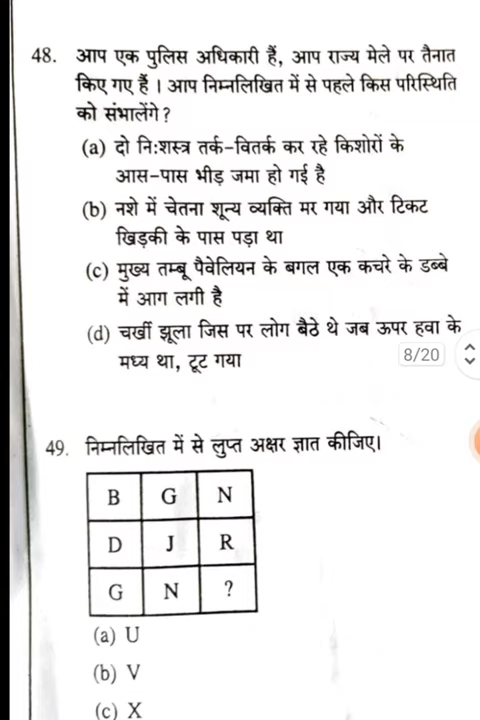 48. आप एक पुलिस अधिकारी हैं, आप राज्य मेले पर तैनात
किए गए हैं । आप निम्नलिखित में से पहले किस परिस्थिति
को संभालेंगे ?
(a) दो निःशस्त्र तर्क-वितर्क कर रहे किशोरों के
आस-पास भीड़ जमा हो गई है
(b) नशे में चेतना शून्य व्यक्ति मर गया और टिकट
खिड़की के पास पड़ा था
(c) मुख्य तम्बू पैवेलियन के बगल एक कचरे के डब्बे
में आग लगी है
(d) चर्खी झूला जिस पर लोग बैठे थे जब ऊपर हवा के
मध्य था, टूट गया
8/20
49. निम्नलिखित में से लुप्त अक्षर ज्ञात कीजिए।
B G N
D J R
G N ?
(a) U
(b) V
(c) X